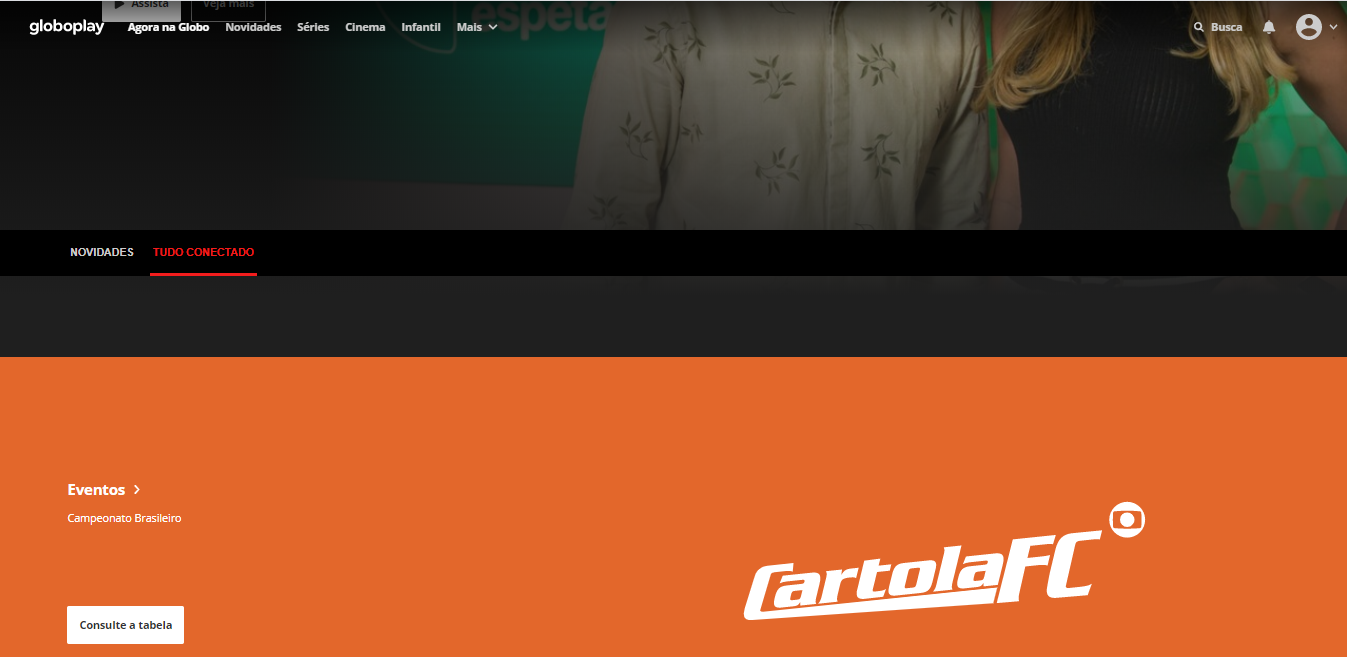 Assista
Veja mais
espeta
globoplay
Agora na Globo Novidades Séries Cinema Infantil Mais
Busca
NOVIDADES TUDO CONECTADO
Eventos
Campeonato Brasileiro
CartolaFC
Consulte a tabela